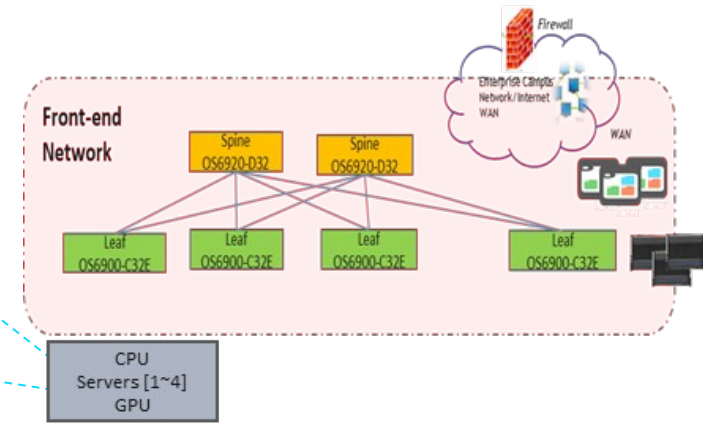 Firewall
Enterprise Campus
Network/Internet
WAN
WAN
Front-end
Network
Spine
OS6920-D32
Spine
OS6920-D32
Leaf
OS6900-C32E
Leaf
OS6900-C32E
Leaf
OS6900-C32E
Leaf
OS6900-C32E
CPU
Servers [1~4]
GPU